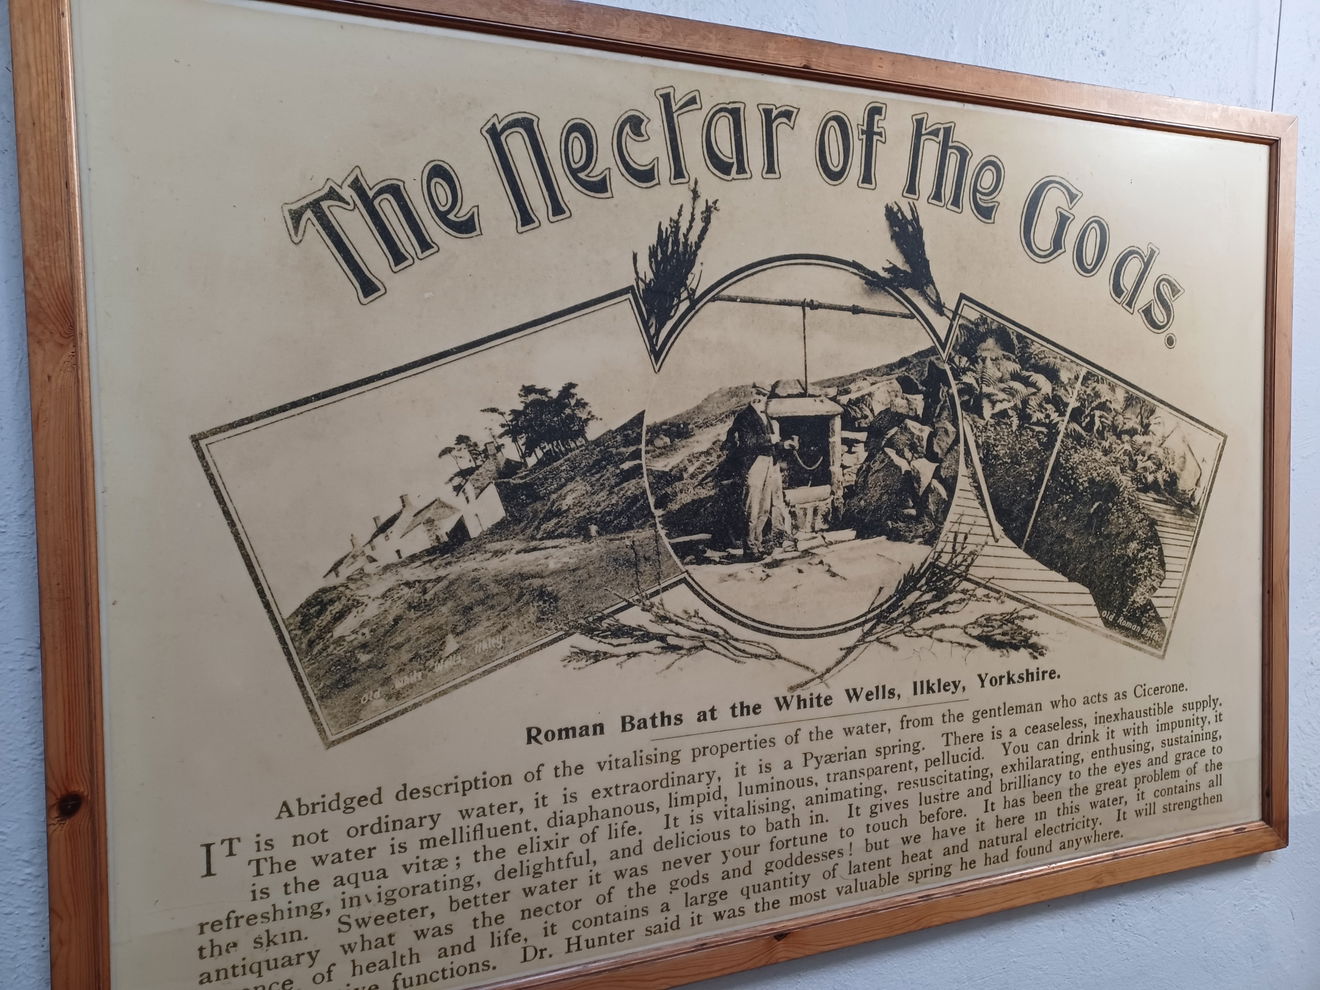 The Nectar of the Gods.
Old White Wells, Ilkley
Old Roman Bath.
Roman Baths at the White Wells, Ilkley, Yorkshire.
Abridged description of the vitalising properties of the water, from the gentleman who acts as Cicerone.
IT is not ordinary water, it is extraordinary, it is a Pyærian spring. There is a ceaseless, inexhaustible supply.
The water is mellifluent, diaphanous, limpid, luminous, transparent, pellucid. You can drink it with impunity, it
is the aqua vitæ; the elixir of life. It is vitalising, animating, resuscitating, exhilarating, enthusing, sustaining,
refreshing, invigorating, delightful, and delicious to bath in. It gives lustre and brilliancy to the eyes and grace to
the skin. Sweeter, better water it was never your fortune to touch before. It has been the great problem of the
antiquary what was the nector of the gods and goddesses! but we have it here in this water, it contains all
of health and life, it contains a large quantity of latent heat and natural electricity. It will strengthen
functions. Dr. Hunter said it was the most valuable spring he had found anywhere.